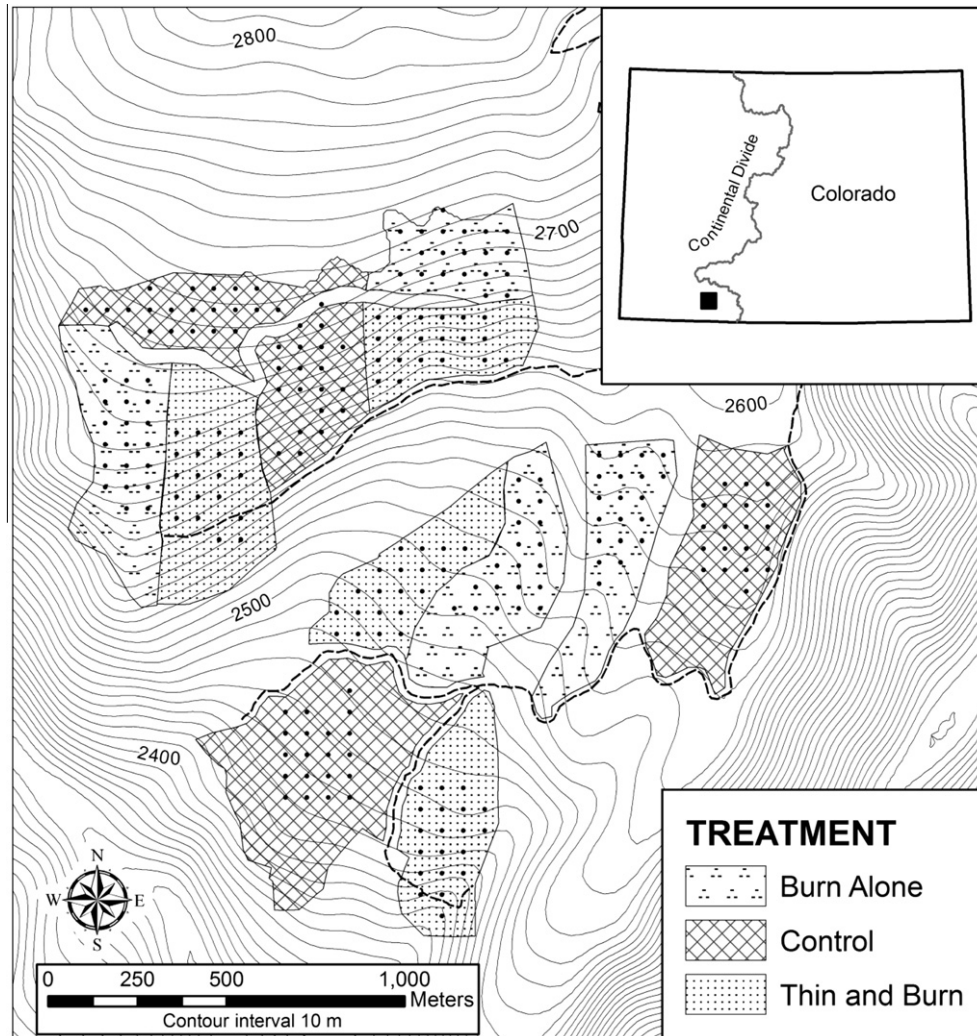 2800
Continental Divide
Colorado
2700
2600
2500
2400
N
W E
S
0 250 500 1,000
Meters
Contour interval 10 m
TREATMENT
Burn Alone
Control
Thin and Burn